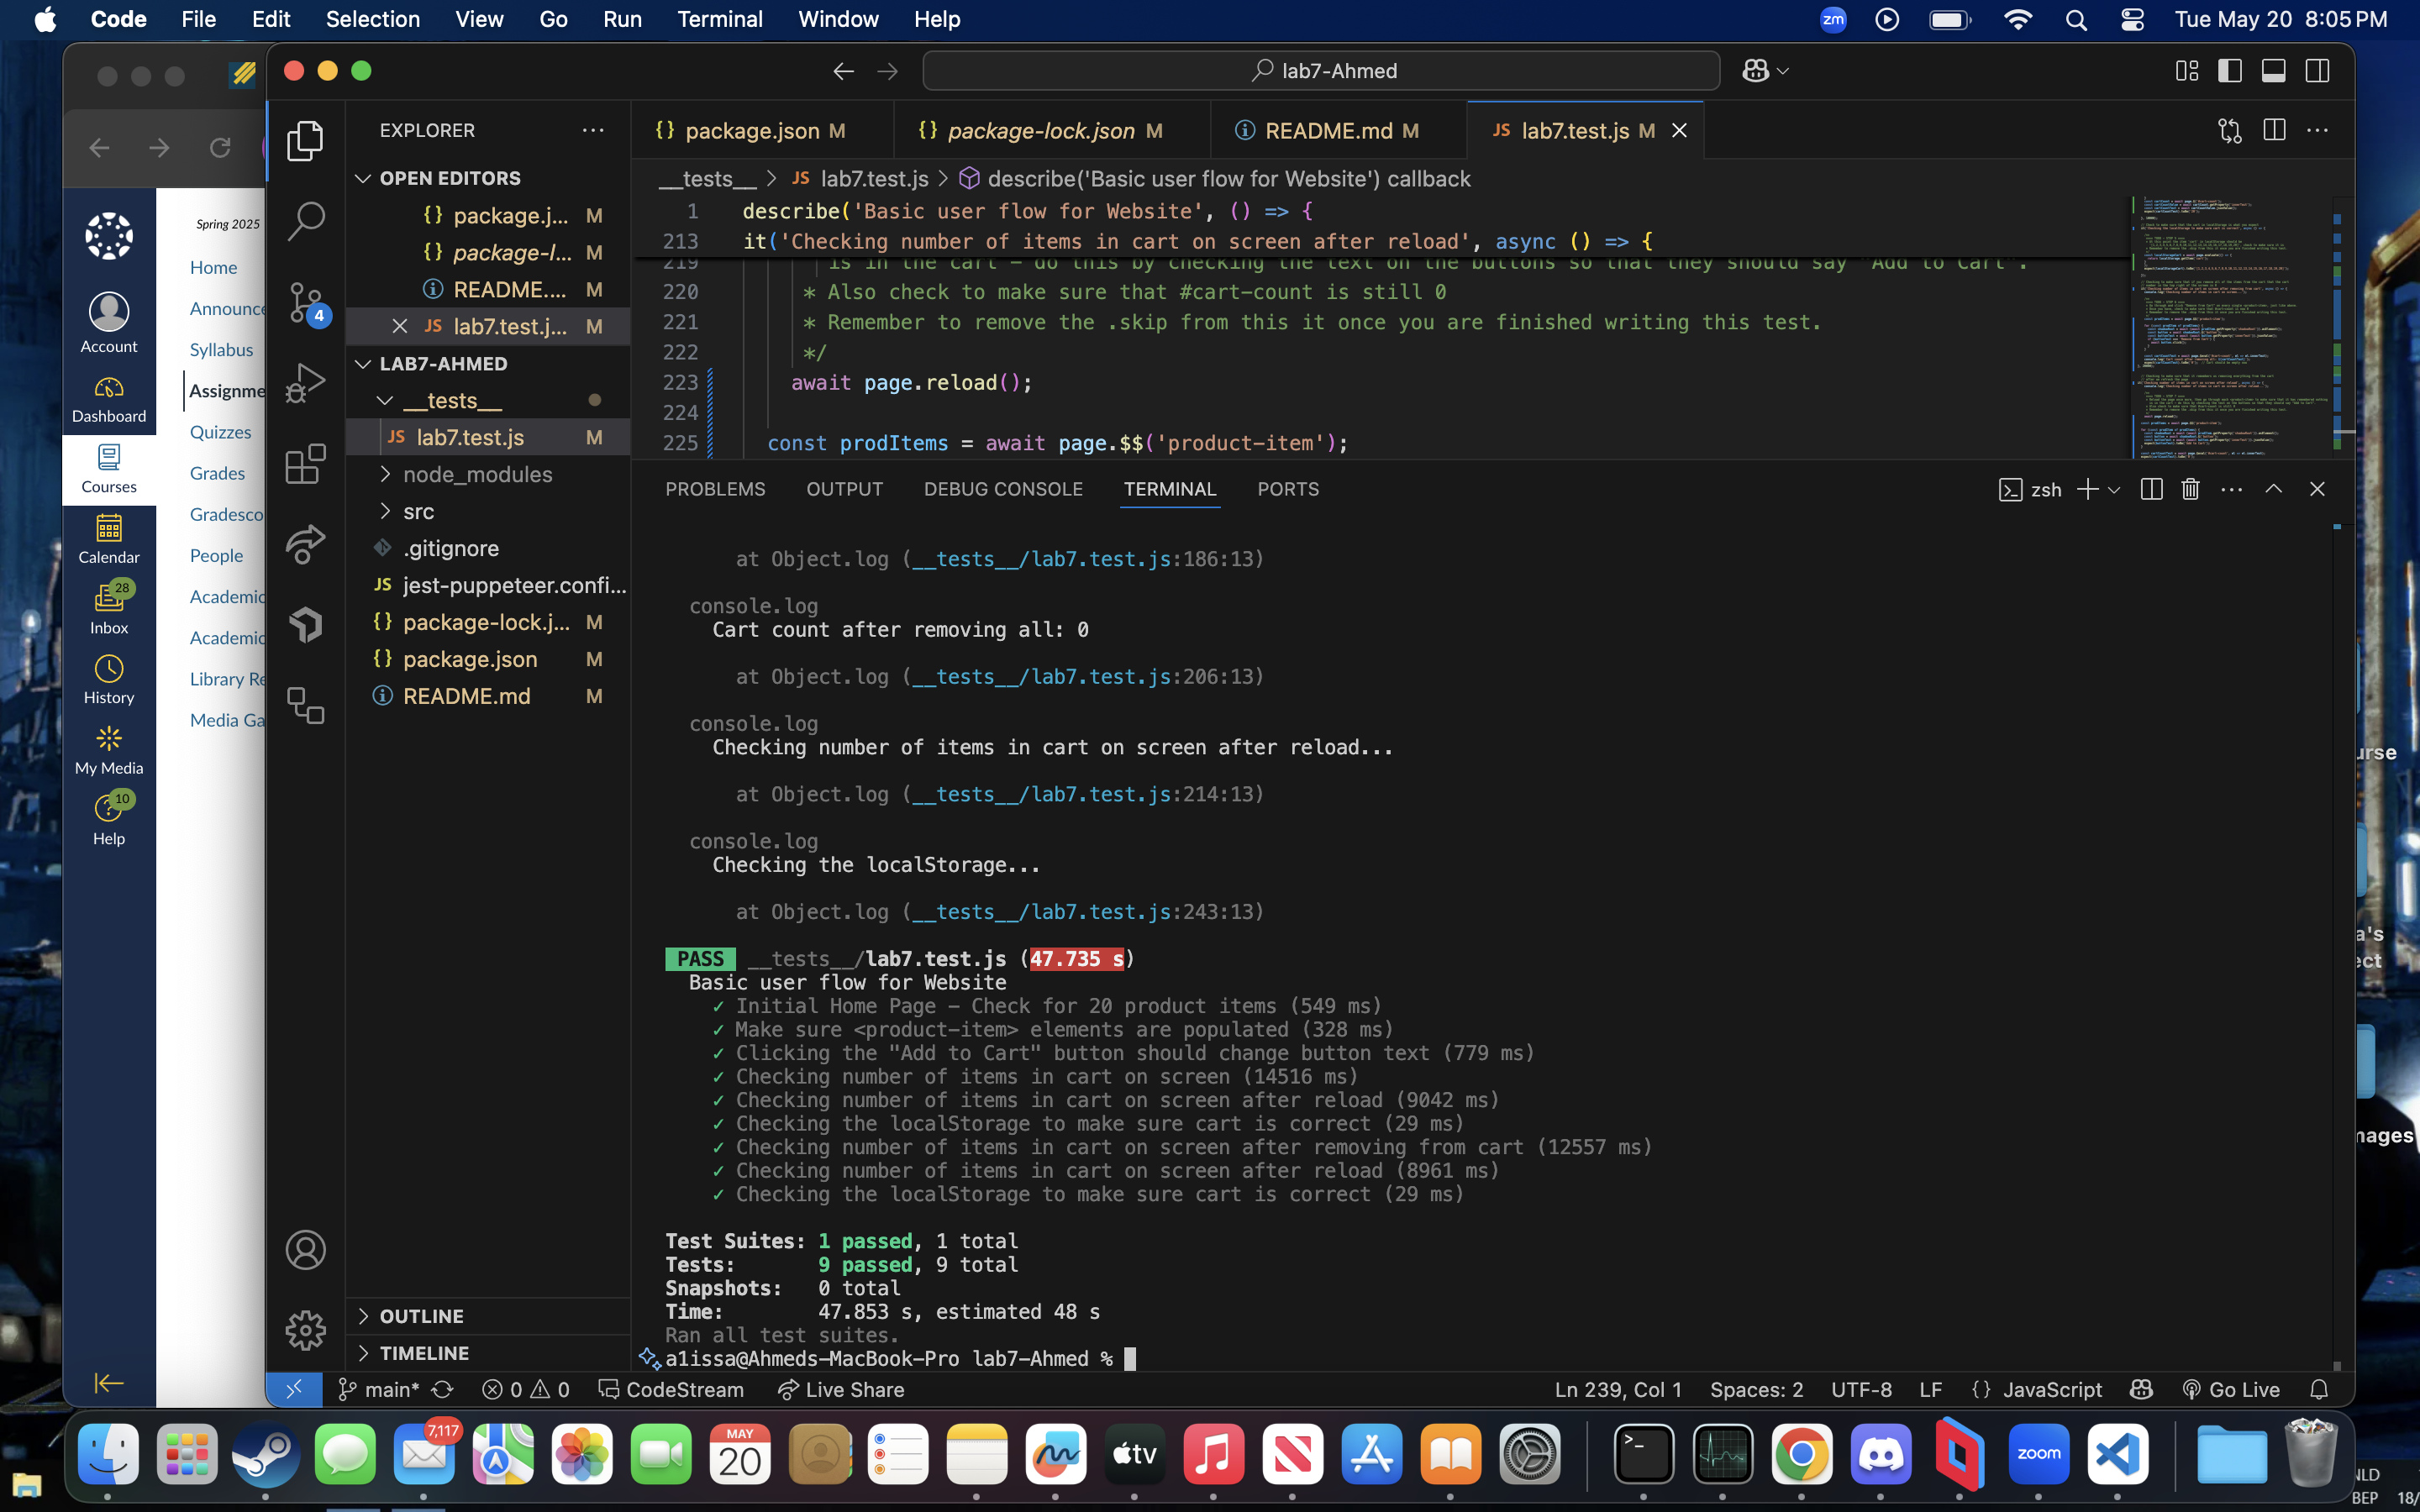 Code File Edit Selection View Go Run Terminal Window Help
zm
Tue May 20 8:05 PM
lab7-Ahmed
Spring 2025
Home
Announce
Syllabus
Assignme
Quizzes
Grades
Gradesco
People
Academic
Academic
Library Re
Media Ga
Account
Dashboard
Courses
Calendar
28
Inbox
History
My Media
10
Help
EXPLORER
OPEN EDITORS
{} package.j... M
{} package-l... M
README.... M
JS lab7.test.j... M
4
LAB7-AHMED
__tests__
JS lab7.test.js M
node_modules
src
.gitignore
JS jest-puppeteer.confi...
{} package-lock.j... M
{} package.json M
README.md M
OUTLINE
TIMELINE
{} package.json M
{} package-lock.json M
README.md M
JS lab7.test.js M
__tests__ > JS lab7.test.js > describe('Basic user flow for Website') callback
1 describe('Basic user flow for Website', () => {
213 it('Checking number of items in cart on screen after reload', async () => {
219 is in the cart - do this by checking the text on the buttons so that they should say "Add to Cart".
220 * Also check to make sure that #cart-count is still 0
221 * Remember to remove the .skip from this it once you are finished writing this test.
222 */
223 await page.reload();
224
225 const prodItems = await page.$$('product-item');
PROBLEMS OUTPUT DEBUG CONSOLE TERMINAL PORTS
zsh
at Object.log (__tests__/lab7.test.js:186:13)
console.log
Cart count after removing all: 0
at Object.log (__tests__/lab7.test.js:206:13)
console.log
Checking number of items in cart on screen after reload...
at Object.log (__tests__/lab7.test.js:214:13)
console.log
Checking the localStorage...
at Object.log (__tests__/lab7.test.js:243:13)
PASS __tests__/lab7.test.js (47.735 s)
Basic user flow for Website
✓ Initial Home Page – Check for 20 product items (549 ms)
✓ Make sure <product-item> elements are populated (328 ms)
✓ Clicking the "Add to Cart" button should change button text (779 ms)
✓ Checking number of items in cart on screen (14516 ms)
✓ Checking number of items in cart on screen after reload (9042 ms)
✓ Checking the localStorage to make sure cart is correct (29 ms)
✓ Checking number of items in cart on screen after removing from cart (12557 ms)
✓ Checking number of items in cart on screen after reload (8961 ms)
✓ Checking the localStorage to make sure cart is correct (29 ms)
Test Suites: 1 passed, 1 total
Tests: 9 passed, 9 total
Snapshots: 0 total
Time: 47.853 s, estimated 48 s
Ran all test suites.
a1issa@Ahmeds-MacBook-Pro lab7-Ahmed %
main* 0 0 CodeStream Live Share
Ln 239, Col 1 Spaces: 2 UTF-8 LF {} JavaScript Go Live
urse
a's
ect
mages
7,117
MAY
20
tv
zoom
NLD
BEP 18/